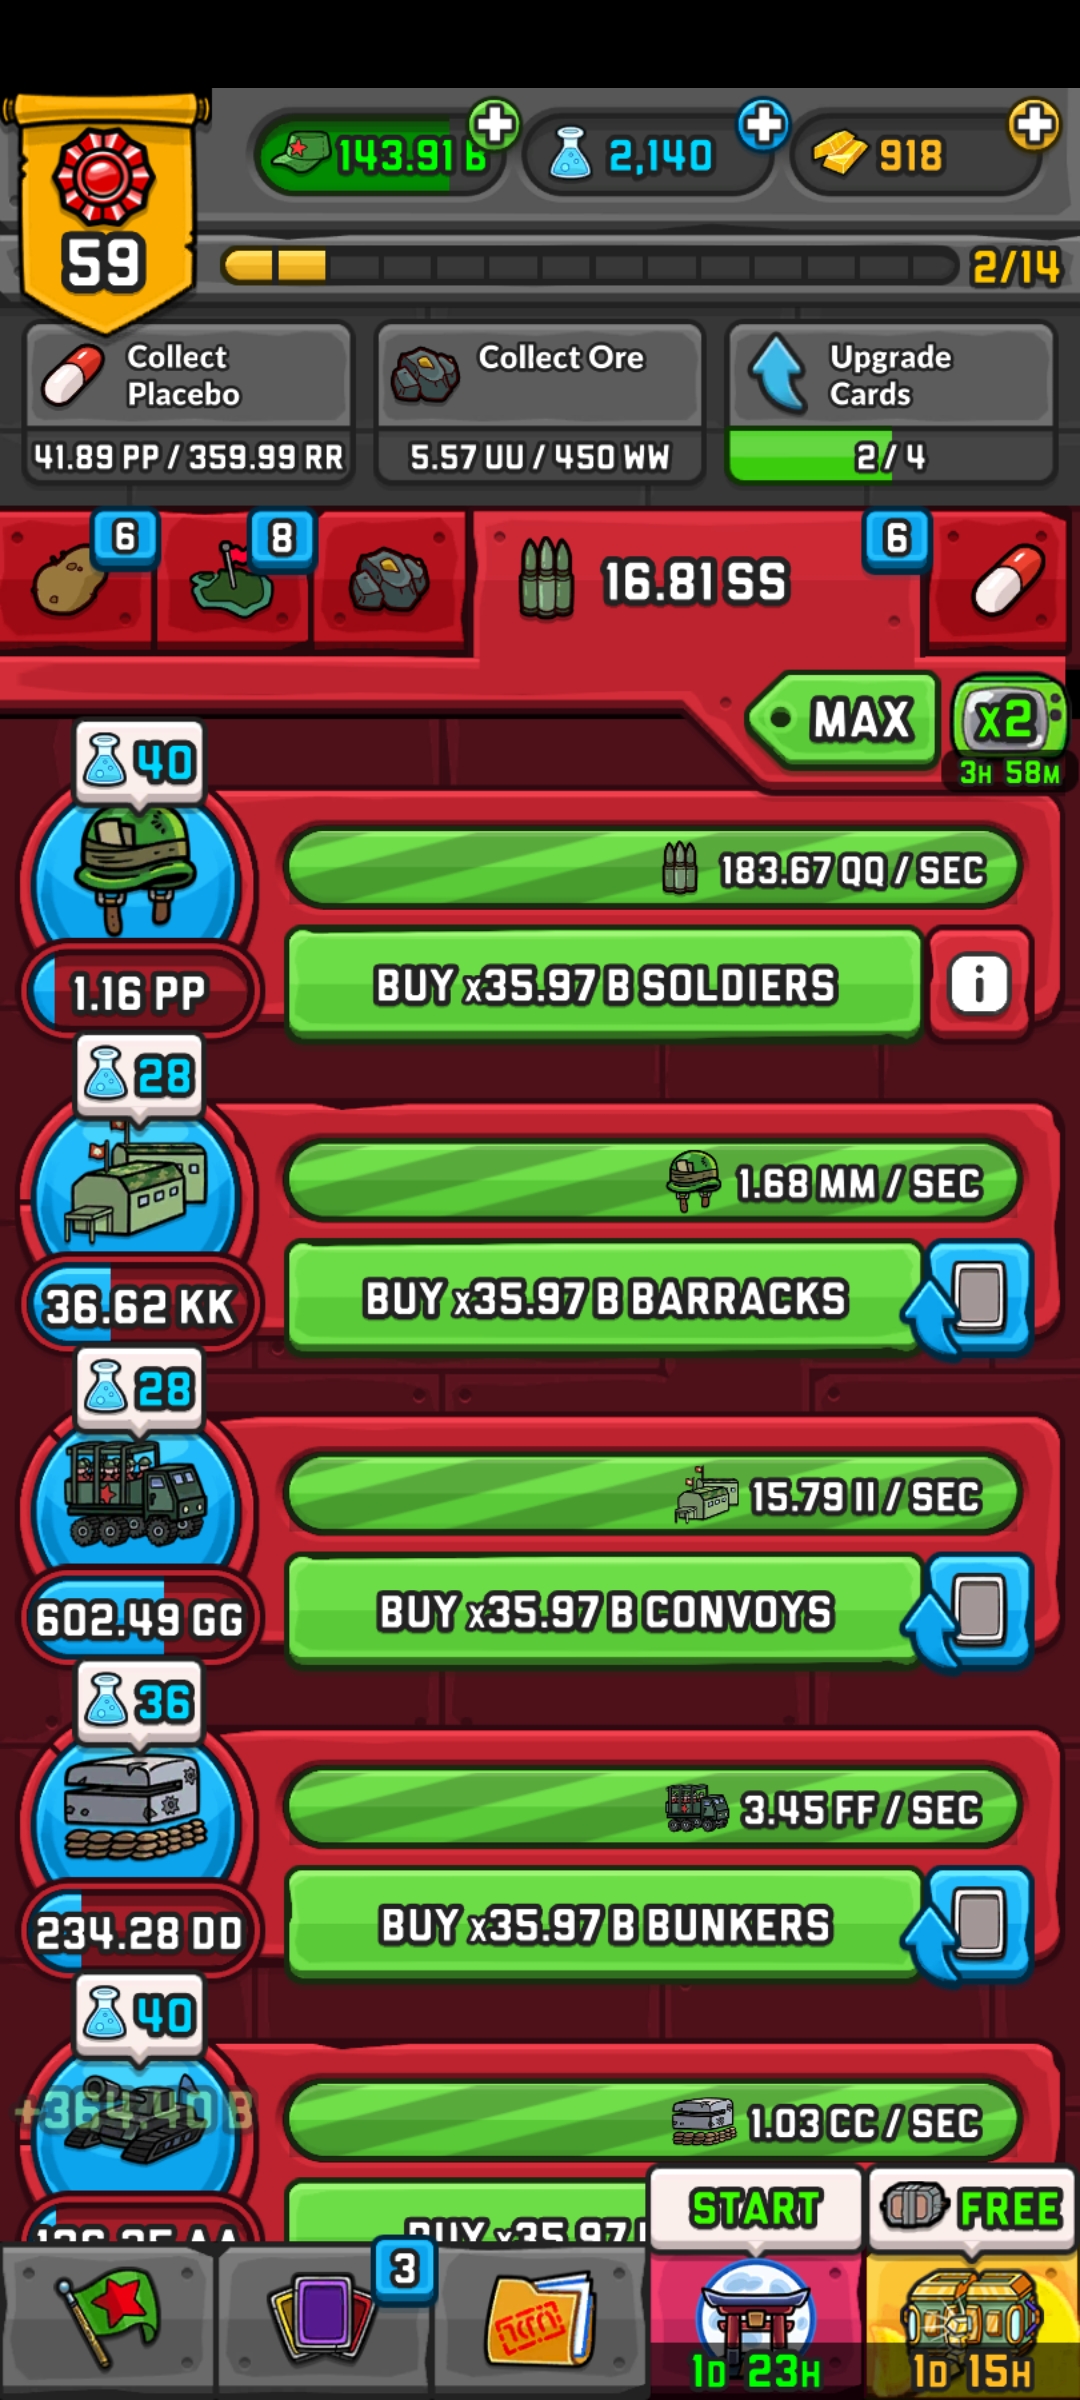 143.91 B
2,140
918
59
2/14
Collect
Placebo
41.89 PP / 359.99 RR
Collect Ore
5.57 UU / 450 WW
Upgrade
Cards
2 / 4
6
8
16.81 SS
6
MAX
x2
3H 58M
40
183.67 QQ / SEC
1.16 PP
BUY x35.97 B SOLDIERS
i
28
1.68 MM / SEC
36.62 KK
BUY x35.97 B BARRACKS
28
15.79 II / SEC
602.49 GG
BUY x35.97 B CONVOYS
36
3.45 FF / SEC
234.28 DD
BUY x35.97 B BUNKERS
40
+364.40 B
1.03 CC / SEC
BUY x35.97
START
FREE
3
1D 23H
1D 15H